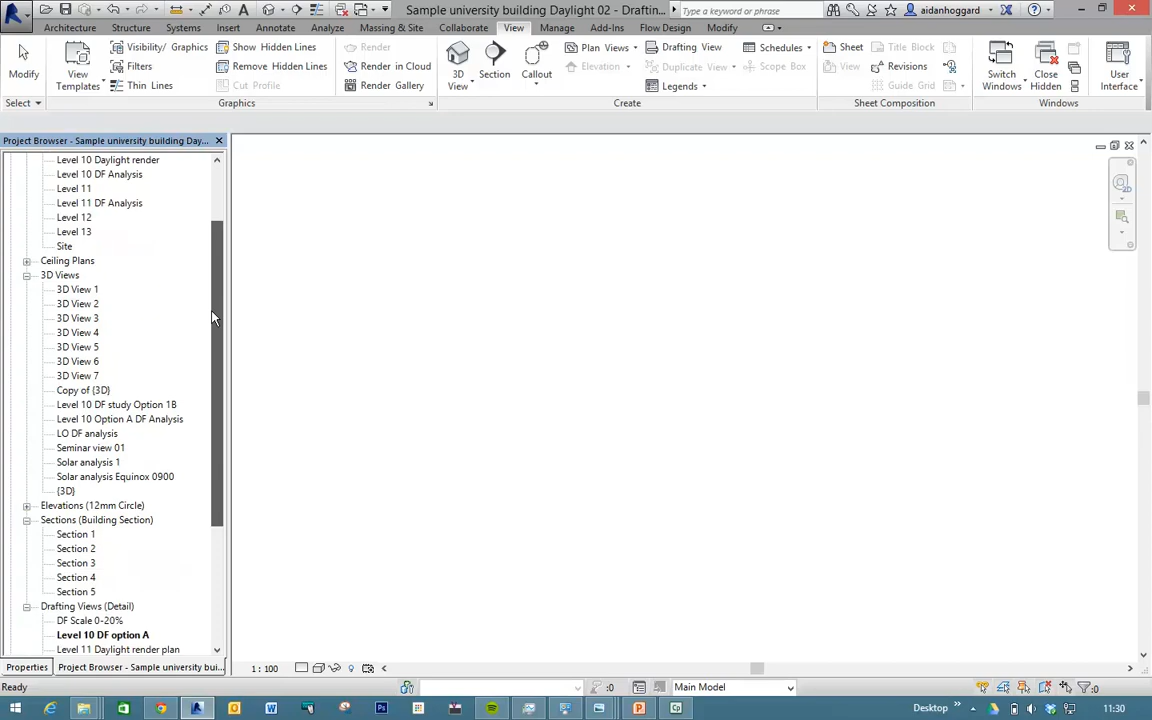 Sample university building Daylight 02 - Draftin...
Type a keyword or phrase
aidanhoggard
Architecture Structure Systems Insert Annotate Analyze Massing & Site Collaborate View Manage Add-Ins Flow Design Modify
Modify
View Templates
Visibility/ Graphics
Filters
Thin Lines
Show Hidden Lines
Remove Hidden Lines
Cut Profile
Render
Render in Cloud
Render Gallery
3D View
Section
Callout
Plan Views
Elevation
Drafting View
Duplicate View
Legends
Schedules
Scope Box
Sheet
View
Title Block
Revisions
Guide Grid
Switch Windows
Close Hidden
User Interface
Select Graphics Create Sheet Composition Windows
Project Browser - Sample university building Day...
Level 10 Daylight render
Level 10 DF Analysis
Level 11
Level 11 DF Analysis
Level 12
Level 13
Site
Ceiling Plans
3D Views
3D View 1
3D View 2
3D View 3
3D View 4
3D View 5
3D View 6
3D View 7
Copy of {3D}
Level 10 DF study Option 1B
Level 10 Option A DF Analysis
LO DF analysis
Seminar view 01
Solar analysis 1
Solar analysis Equinox 0900
{3D}
Elevations (12mm Circle)
Sections (Building Section)
Section 1
Section 2
Section 3
Section 4
Section 5
Drafting Views (Detail)
DF Scale 0-20%
Level 10 DF option A
Level 11 Daylight render plan
Properties Project Browser - Sample university bui...
1 : 100
Ready
:0
Main Model
:0
Desktop
11:30